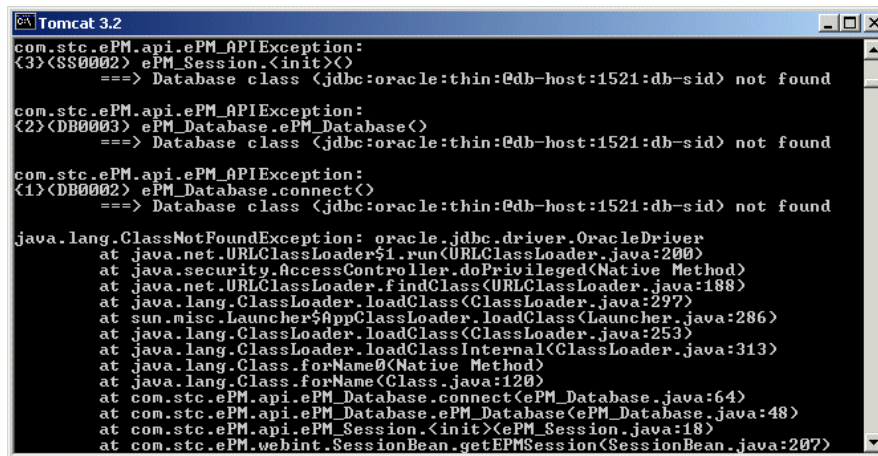 Tomcat 3.2
com.stc.ePM.api.ePM_APIException:
{3}(SS0002) ePM_Session.<init>()
===> Database class (jdbc:oracle:thin:@db-host:1521:db-sid) not found
com.stc.ePM.api.ePM_APIException:
{2}(DB0003) ePM_Database.ePM_Database()
===> Database class (jdbc:oracle:thin:@db-host:1521:db-sid) not found
com.stc.ePM.api.ePM_APIException:
{1}(DB0002) ePM_Database.connect()
===> Database class (jdbc:oracle:thin:@db-host:1521:db-sid) not found
java.lang.ClassNotFoundException: oracle.jdbc.driver.OracleDriver
at java.net.URLClassLoader$1.run(URLClassLoader.java:200)
at java.security.AccessController.doPrivileged(Native Method)
at java.net.URLClassLoader.findClass(URLClassLoader.java:188)
at java.lang.ClassLoader.loadClass(ClassLoader.java:297)
at sun.misc.Launcher$AppClassLoader.loadClass(Launcher.java:286)
at java.lang.ClassLoader.loadClass(ClassLoader.java:253)
at java.lang.ClassLoader.loadClassInternal(ClassLoader.java:313)
at java.lang.Class.forName0(Native Method)
at java.lang.Class.forName(Class.java:120)
at com.stc.ePM.api.ePM_Database.connect(ePM_Database.java:64)
at com.stc.ePM.api.ePM_Database.ePM_Database(ePM_Database.java:48)
at com.stc.ePM.api.ePM_Session.<init>(ePM_Session.java:18)
at com.stc.ePM.webint.SessionBean.getEPMSession(SessionBean.java:207)